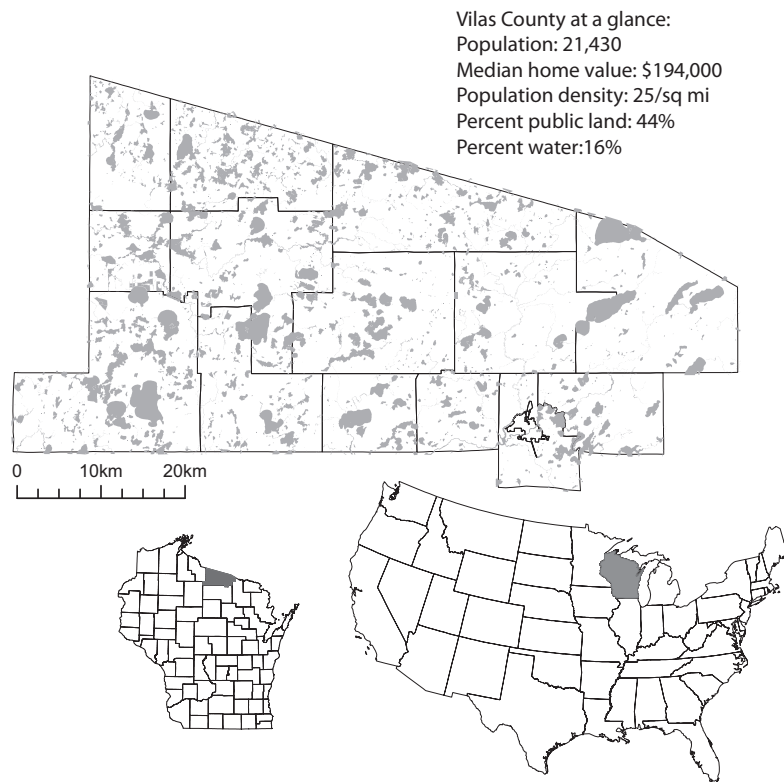 Vilas County at a glance:
Population: 21,430
Median home value: $194,000
Population density: 25/sq mi
Percent public land: 44%
Percent water:16%
0 10km 20km